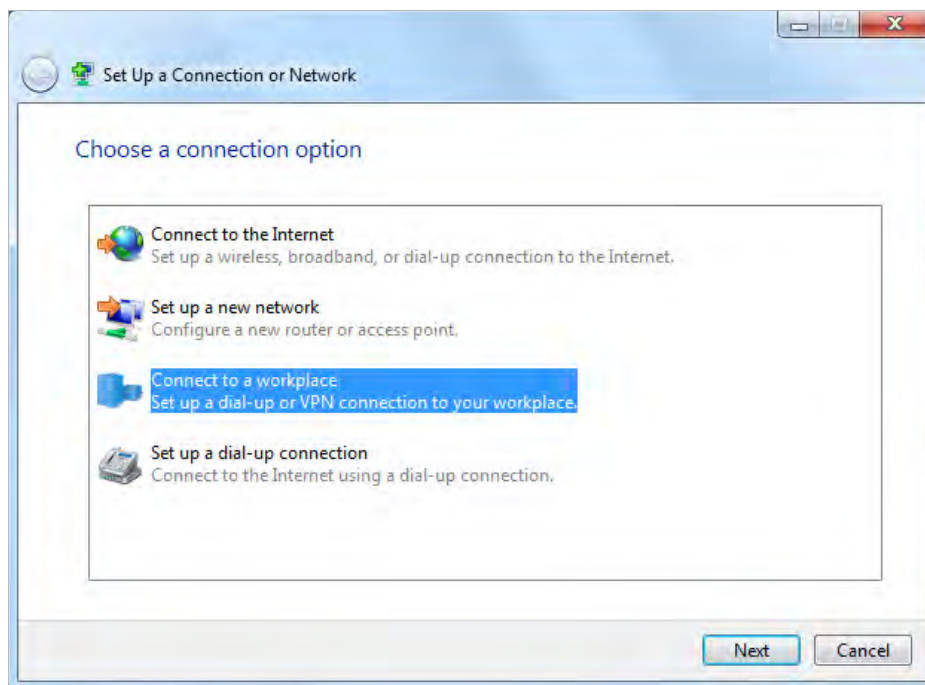 Set Up a Connection or Network
Choose a connection option
Connect to the Internet
Set up a wireless, broadband, or dial-up connection to the Internet.
Set up a new network
Configure a new router or access point.
Connect to a workplace
Set up a dial-up or VPN connection to your workplace.
Set up a dial-up connection
Connect to the Internet using a dial-up connection.
Next
Cancel